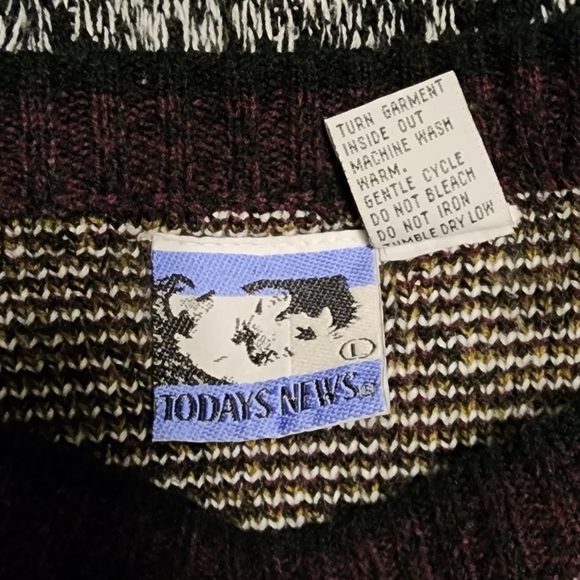 TURN GARMENT
INSIDE OUT
MACHINE WASH
WARM.
GENTLE CYCLE
DO NOT BLEACH
DO NOT IRON
TUMBLE DRY LOW
L
TODAYS NEWS®